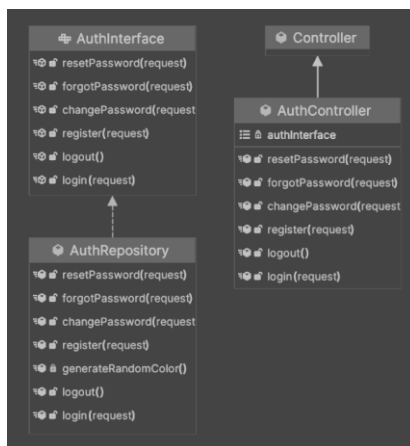 AuthInterface
resetPassword(request)
forgotPassword(request)
changePassword(request
register(request)
logout()
login(request)
AuthRepository
resetPassword(request)
forgotPassword(request)
changePassword(request
register(request)
generateRandomColor()
logout()
login(request)
Controller
AuthController
authInterface
resetPassword(request)
forgotPassword(request)
changePassword(request
register(request)
logout()
login(request)